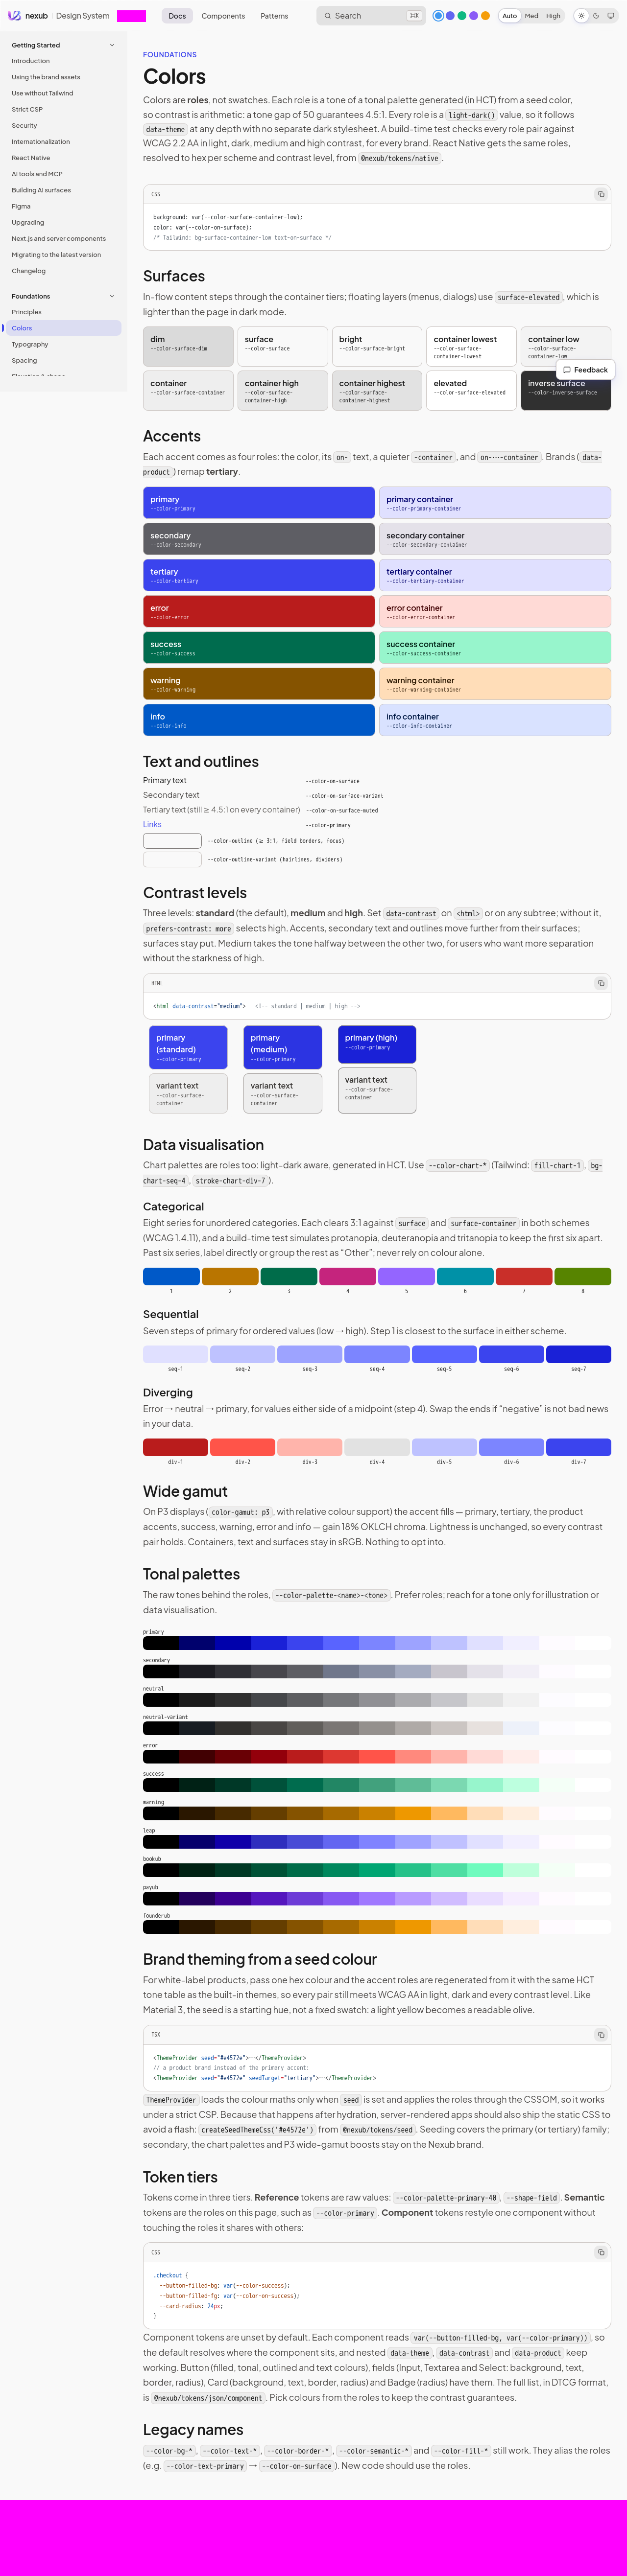 nexub | Design System
Docs
Components
Patterns
Search
⌘K
Auto
Med
High
Getting Started
Introduction
Using the brand assets
Use without Tailwind
Strict CSP
Security
Internationalization
React Native
AI tools and MCP
Building AI surfaces
Figma
Upgrading
Next.js and server components
Migrating to the latest version
Changelog
Foundations
Principles
Colors
Typography
Spacing
FOUNDATIONS
Colors
Colors are roles, not swatches. Each role is a tone of a tonal palette generated (in HCT) from a seed color,
so contrast is arithmetic: a tone gap of 50 guarantees 4.5:1. Every role is a light-dark() value, so it follows
data-theme at any depth with no separate dark stylesheet. A build-time test checks every role pair against
WCAG 2.2 AA in light, dark, medium and high contrast, for every brand. React Native gets the same roles,
resolved to hex per scheme and contrast level, from @nexub/tokens/native.
CSS
background: var(--color-surface-container-low);
color: var(--color-on-surface);
/* Tailwind: bg-surface-container-low text-on-surface */
Surfaces
In-flow content steps through the container tiers; floating layers (menus, dialogs) use surface-elevated, which is
lighter than the page in dark mode.
dim
--color-surface-dim
surface
--color-surface
bright
--color-surface-bright
container lowest
--color-surface-
container-lowest
container low
--color-surface-
container-low
container
--color-surface-container
container high
--color-surface-
container-high
container highest
--color-surface-
container-highest
elevated
--color-surface-elevated
inverse surface
--color-inverse-surface
Feedback
Accents
Each accent comes as four roles: the color, its on- text, a quieter -container, and on-…-container. Brands (data-
product) remap tertiary.
primary
--color-primary
primary container
--color-primary-container
secondary
--color-secondary
secondary container
--color-secondary-container
tertiary
--color-tertiary
tertiary container
--color-tertiary-container
error
--color-error
error container
--color-error-container
success
--color-success
success container
--color-success-container
warning
--color-warning
warning container
--color-warning-container
info
--color-info
info container
--color-info-container
Text and outlines
Primary text --color-on-surface
Secondary text --color-on-surface-variant
Tertiary text (still ≥ 4.5:1 on every container) --color-on-surface-muted
Links --color-primary
--color-outline (≥ 3:1, field borders, focus)
--color-outline-variant (hairlines, dividers)
Contrast levels
Three levels: standard (the default), medium and high. Set data-contrast on <html> or on any subtree; without it,
prefers-contrast: more selects high. Accents, secondary text and outlines move further from their surfaces;
surfaces stay put. Medium takes the tone halfway between the other two, for users who want more separation
without the starkness of high.
HTML
<html data-contrast="medium"> <!-- standard | medium | high -->
primary
(standard)
--color-primary
variant text
--color-surface-
container
primary
(medium)
--color-primary
variant text
--color-surface-
container
primary (high)
--color-primary
variant text
--color-surface-
container
Data visualisation
Chart palettes are roles too: light-dark aware, generated in HCT. Use --color-chart-* (Tailwind: fill-chart-1, bg-
chart-seq-4, stroke-chart-div-7).
Categorical
Eight series for unordered categories. Each clears 3:1 against surface and surface-container in both schemes
(WCAG 1.4.11), and a build-time test simulates protanopia, deuteranopia and tritanopia to keep the first six apart.
Past six series, label directly or group the rest as “Other”; never rely on colour alone.
1 2 3 4 5 6 7 8
Sequential
Seven steps of primary for ordered values (low → high). Step 1 is closest to the surface in either scheme.
seq-1 seq-2 seq-3 seq-4 seq-5 seq-6 seq-7
Diverging
Error → neutral → primary, for values either side of a midpoint (step 4). Swap the ends if “negative” is not bad news
in your data.
div-1 div-2 div-3 div-4 div-5 div-6 div-7
Wide gamut
On P3 displays (color-gamut: p3, with relative colour support) the accent fills — primary, tertiary, the product
accents, success, warning, error and info — gain 18% OKLCH chroma. Lightness is unchanged, so every contrast
pair holds. Containers, text and surfaces stay in sRGB. Nothing to opt into.
Tonal palettes
The raw tones behind the roles, --color-palette-<name>-<tone>. Prefer roles; reach for a tone only for illustration or
data visualisation.
primary
secondary
neutral
neutral-variant
error
success
warning
leap
bookub
payub
founderub
Brand theming from a seed colour
For white-label products, pass one hex colour and the accent roles are regenerated from it with the same HCT
tone table as the built-in themes, so every pair still meets WCAG AA in light, dark and every contrast level. Like
Material 3, the seed is a starting hue, not a fixed swatch: a light yellow becomes a readable olive.
TSX
<ThemeProvider seed="#e4572e">…</ThemeProvider>
// a product brand instead of the primary accent:
<ThemeProvider seed="#e4572e" seedTarget="tertiary">…</ThemeProvider>
ThemeProvider loads the colour maths only when seed is set and applies the roles through the CSSOM, so it works
under a strict CSP. Because that happens after hydration, server-rendered apps should also ship the static CSS to
avoid a flash: createSeedThemeCss('#e4572e') from @nexub/tokens/seed. Seeding covers the primary (or tertiary) family;
secondary, the chart palettes and P3 wide-gamut boosts stay on the Nexub brand.
Token tiers
Tokens come in three tiers. Reference tokens are raw values: --color-palette-primary-40, --shape-field. Semantic
tokens are the roles on this page, such as --color-primary. Component tokens restyle one component without
touching the roles it shares with others:
CSS
.checkout {
--button-filled-bg: var(--color-success);
--button-filled-fg: var(--color-on-success);
--card-radius: 24px;
}
Component tokens are unset by default. Each component reads var(--button-filled-bg, var(--color-primary)), so
the default resolves where the component sits, and nested data-theme, data-contrast and data-product keep
working. Button (filled, tonal, outlined and text colours), fields (Input, Textarea and Select: background, text,
border, radius), Card (background, text, border, radius) and Badge (radius) have them. The full list, in DTCG format,
is @nexub/tokens/json/component. Pick colours from the roles to keep the contrast guarantees.
Legacy names
--color-bg-*, --color-text-*, --color-border-*, --color-semantic-* and --color-fill-* still work. They alias the roles
(e.g. --color-text-primary → --color-on-surface). New code should use the roles.